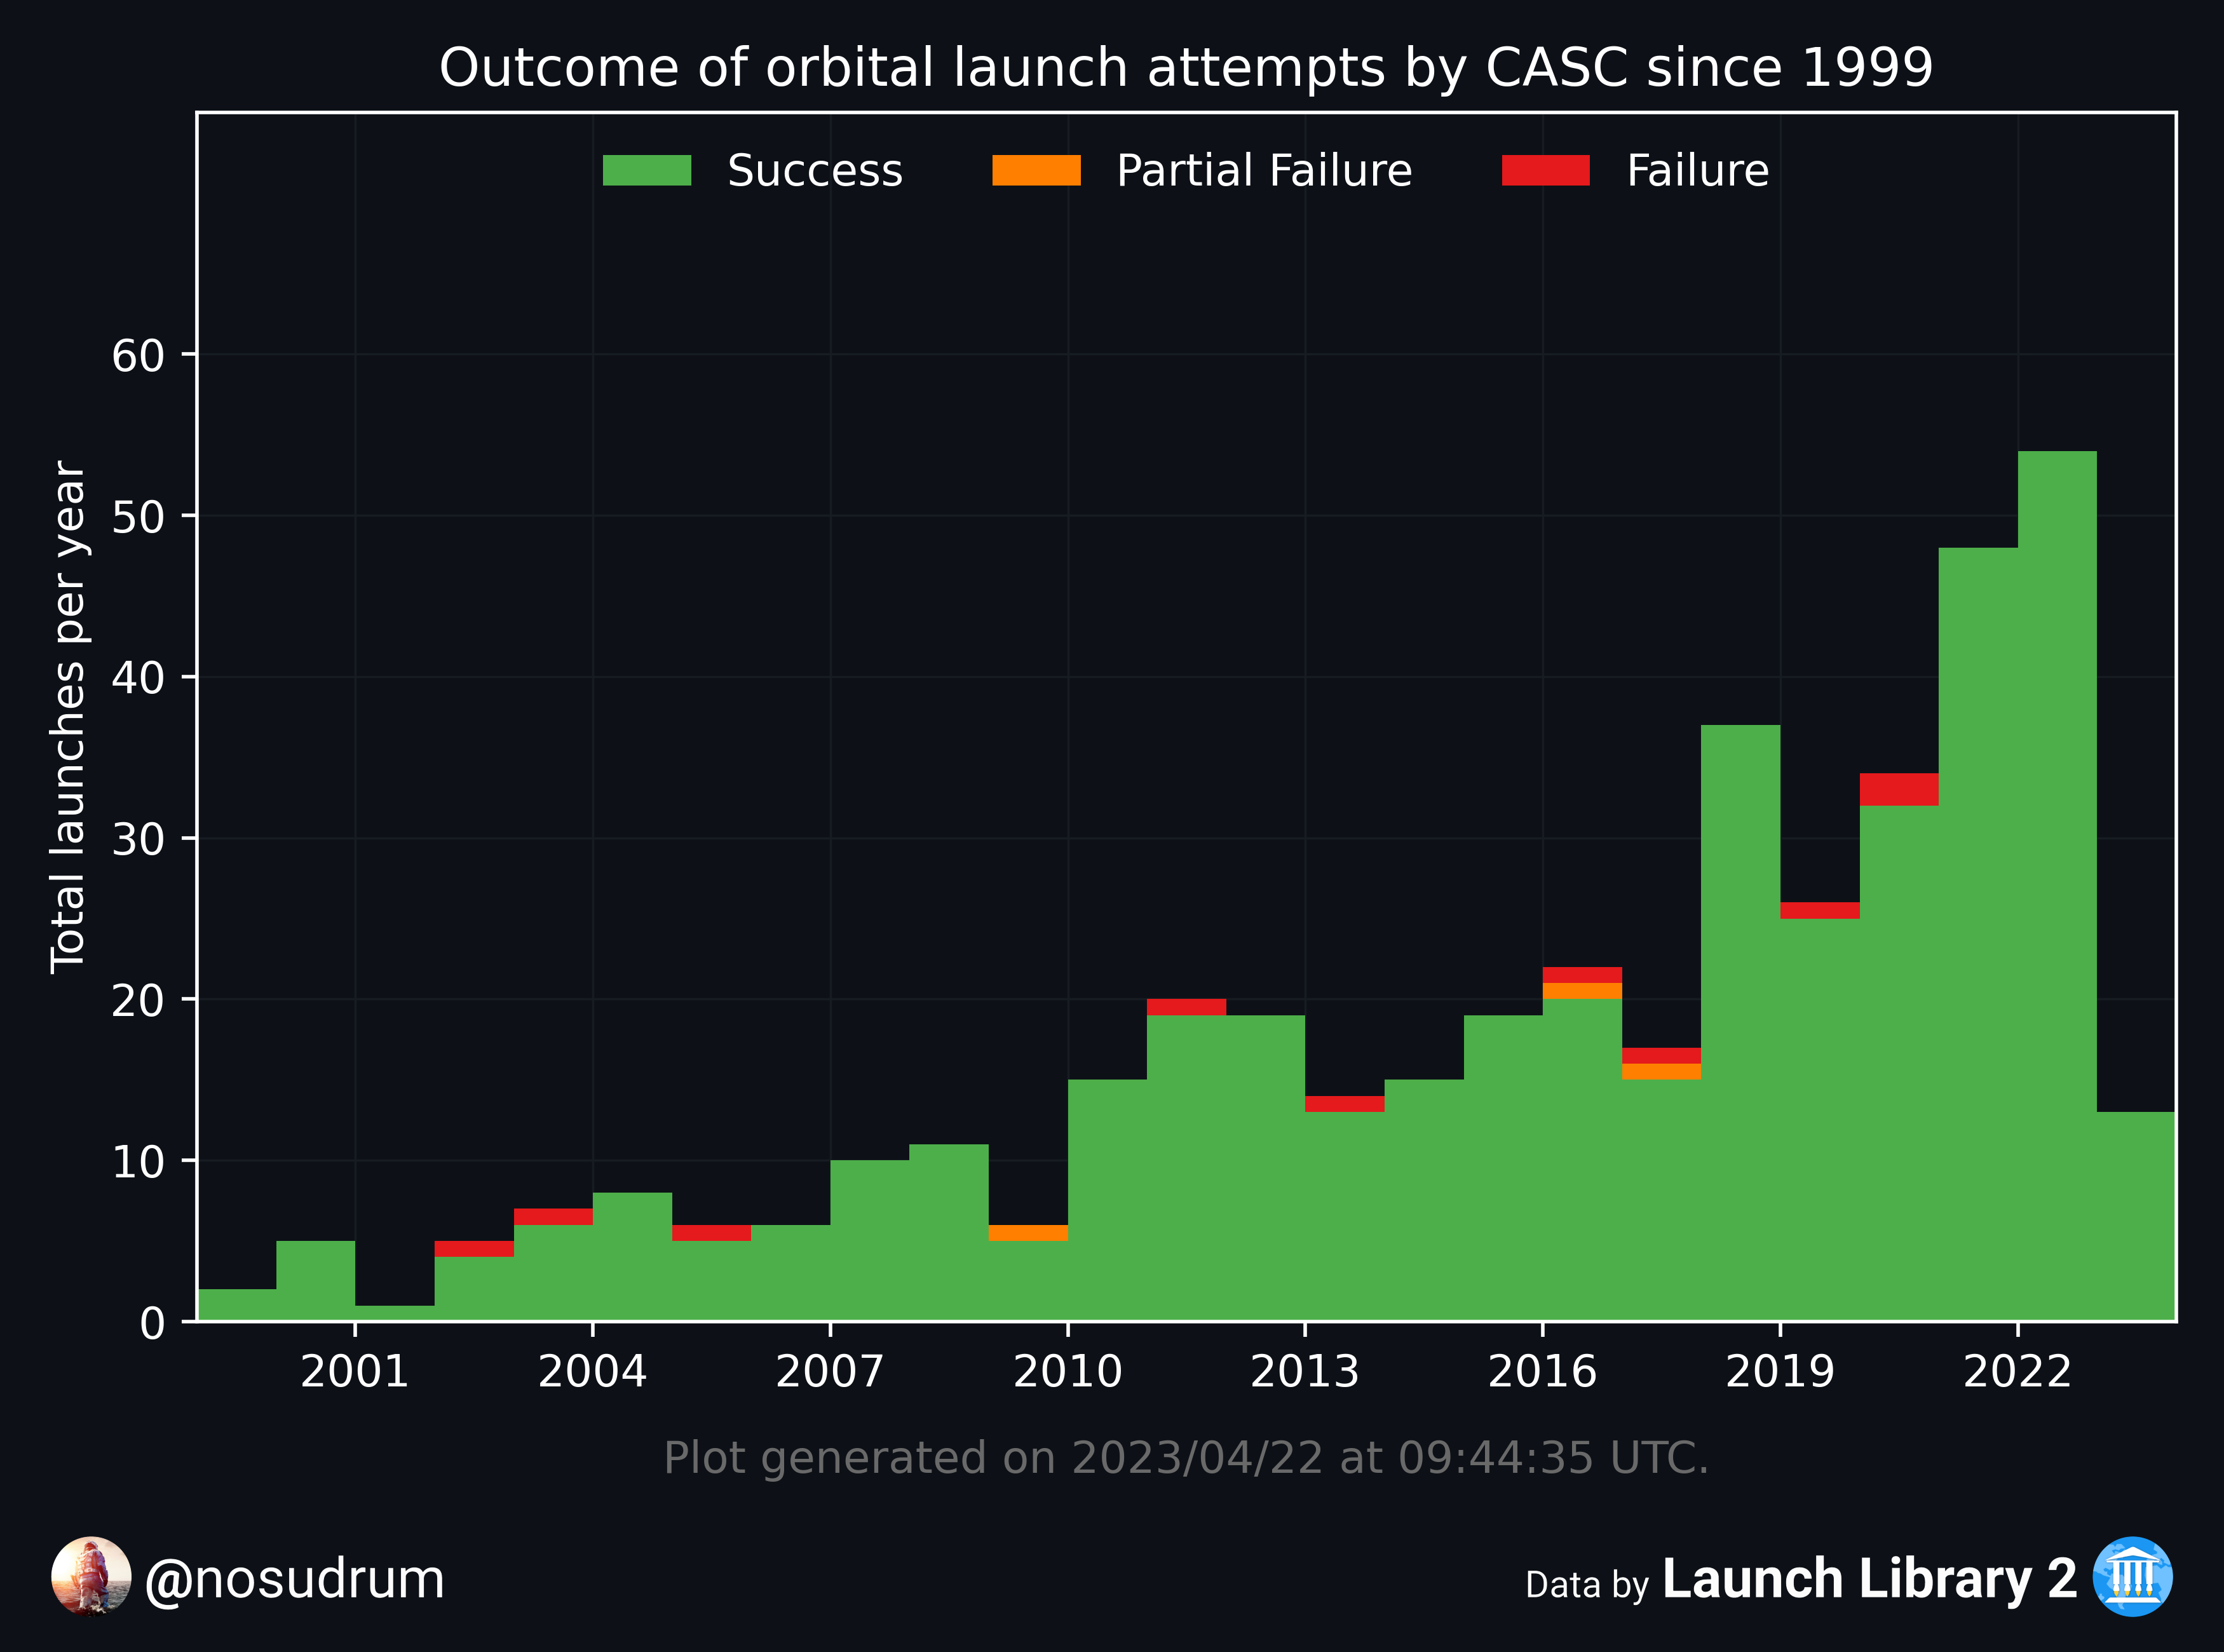 Outcome of orbital launch attempts by CASC since 1999
Success Partial Failure Failure
Total launches per year
60
50
40
30
20
10
0
2001 2004 2007 2010 2013 2016 2019 2022
Plot generated on 2023/04/22 at 09:44:35 UTC.
@nosudrum
Data by Launch Library 2